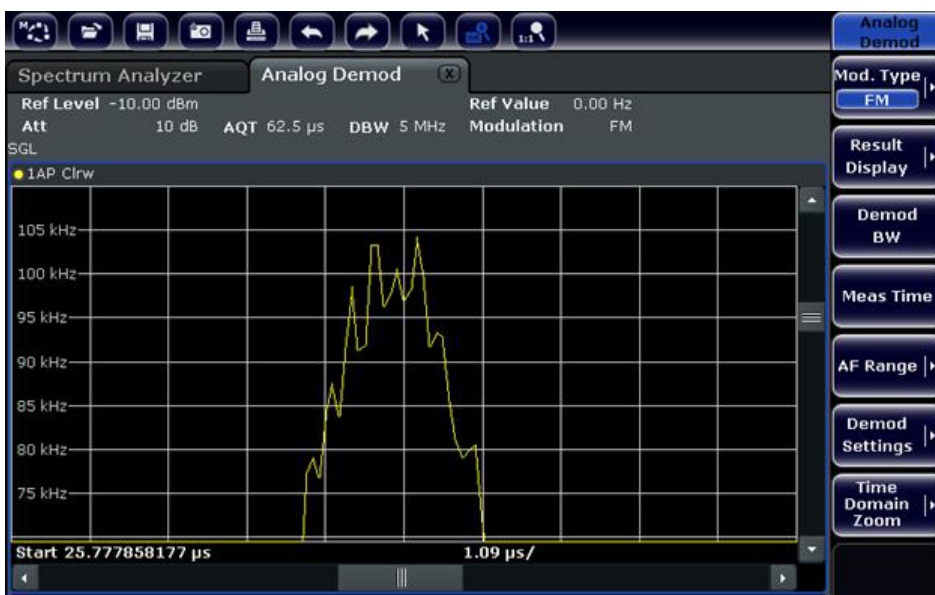 1:1
Analog
Demod
Spectrum Analyzer
Analog Demod
X
Ref Level -10.00 dBm
Ref Value 0.00 Hz
Att 10 dB AQT 62.5 µs DBW 5 MHz Modulation FM
SGL
1AP Clrw
105 kHz
100 kHz
95 kHz
90 kHz
85 kHz
80 kHz
75 kHz
Start 25.777858177 µs
1.09 µs/
Mod. Type
FM
Result
Display
Demod
BW
Meas Time
AF Range
Demod
Settings
Time
Domain
Zoom